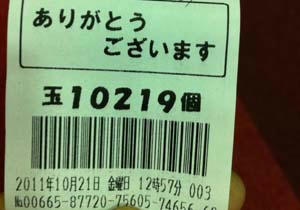 ありがとう
ございます
玉10219個
2011年10月21日 金曜日 12時57分 003
№00665-87720-75605-74656-